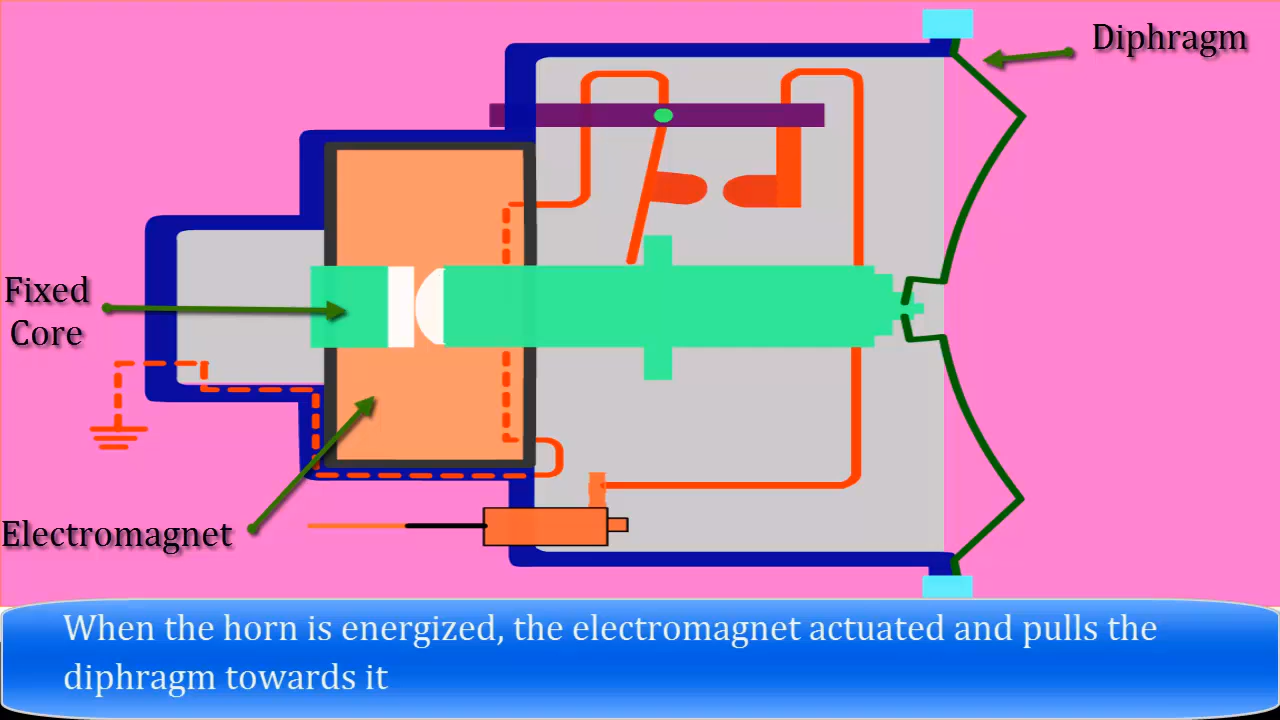 Diphragm
Fixed
Core
Electromagnet
When the horn is energized, the electromagnet actuated and pulls the
diphragm towards it